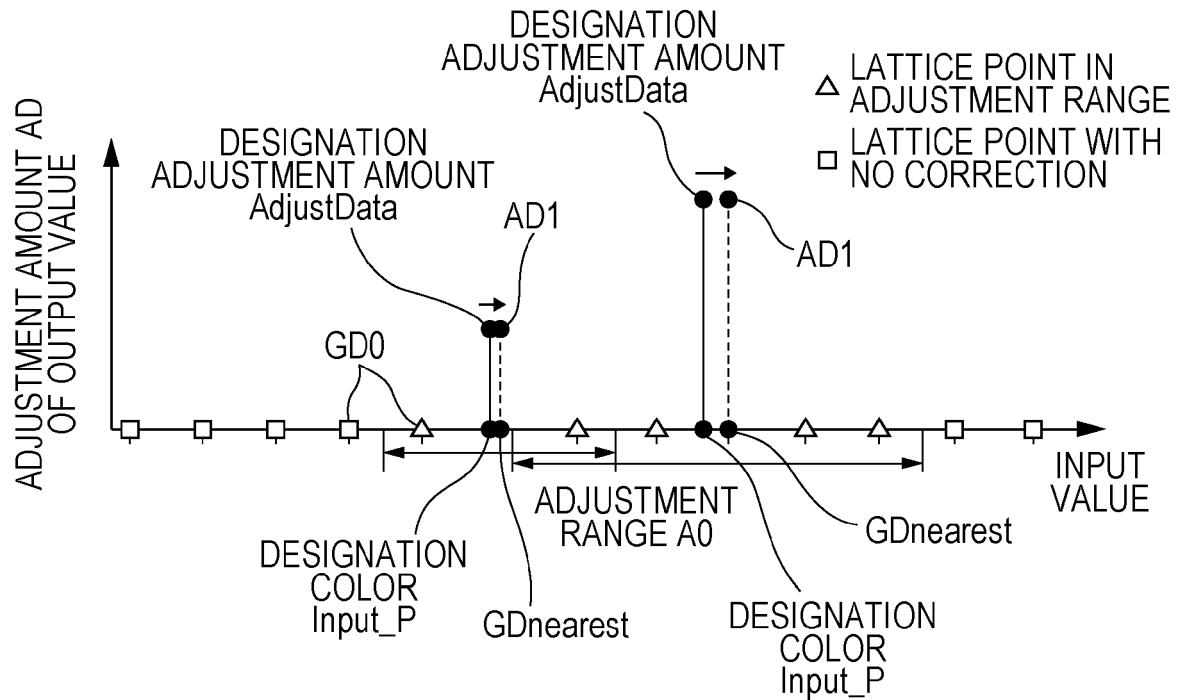 DESIGNATION
ADJUSTMENT AMOUNT
AdjustData
LATTICE POINT IN
ADJUSTMENT RANGE
LATTICE POINT WITH
NO CORRECTION
DESIGNATION
ADJUSTMENT AMOUNT
AdjustData
AD1
AD1
GD0
ADJUSTMENT AMOUNT AD
OF OUTPUT VALUE
INPUT
VALUE
ADJUSTMENT
RANGE A0
GDnearest
DESIGNATION
COLOR
Input_P
GDnearest
DESIGNATION
COLOR
Input_P